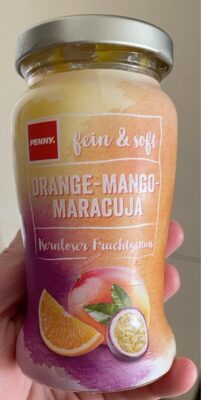 PENNY.
fein & soft
ORANGE-MANGO-
MARACUJA
Kernloser Fruchtgenuss